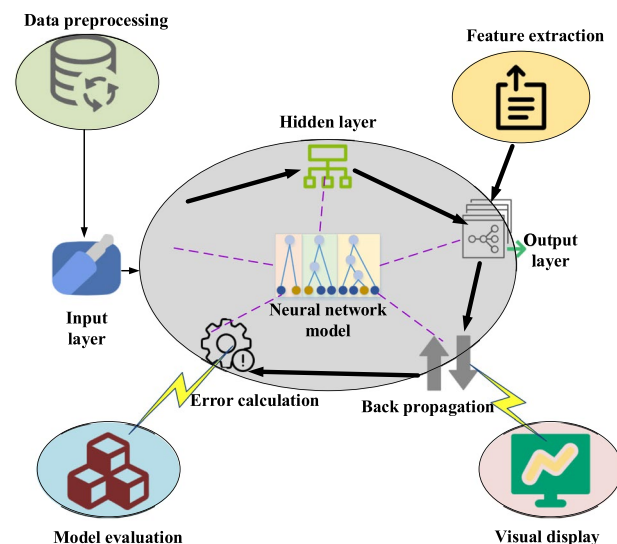 Data preprocessing
Feature extraction
Hidden layer
Output
layer
Input
layer
Neural network
model
Error calculation
Back propagation
Model evaluation
Visual display